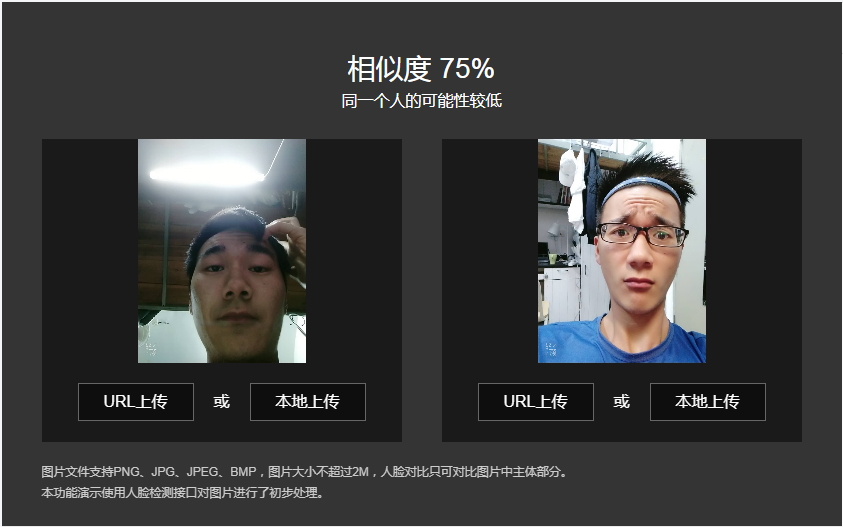 相似度 75%
同一个人的可能性较低
URL上传 或 本地上传 URL上传 或 本地上传
图片文件支持PNG、JPG、JPEG、BMP，图片大小不超过2M，人脸对比只可对比图片中主体部分。
本功能演示使用人脸检测接口对图片进行了初步处理。